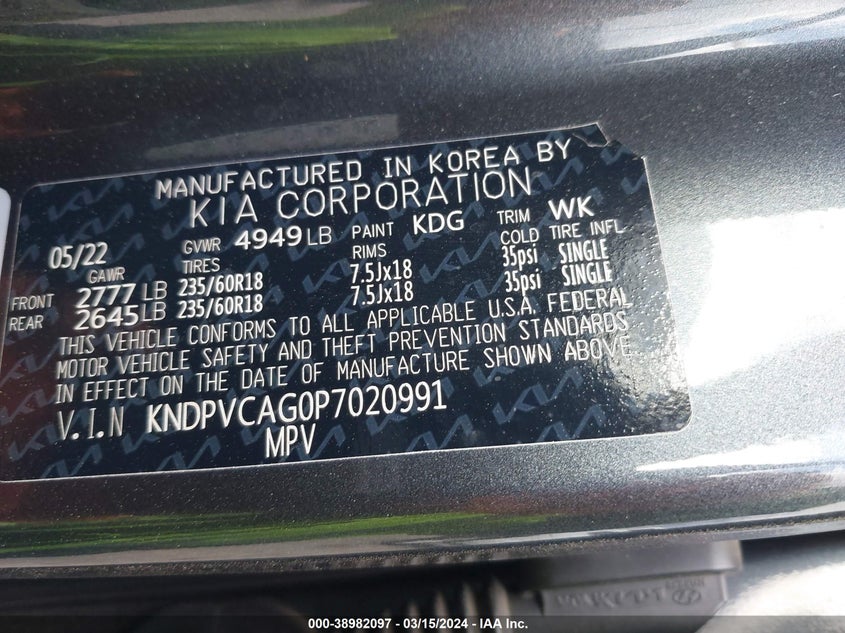 MANUFACTURED IN KOREA BY
KIA CORPORATION
05/22 GVWR 4949 LB PAINT KDG TRIM WK
GAWR TIRES RIMS COLD TIRE INFL
FRONT 2777 LB 235/60R18 7.5Jx18 35psi SINGLE
REAR 2645 LB 235/60R18 7.5Jx18 35psi SINGLE
THIS VEHICLE CONFORMS TO ALL APPLICABLE U.S.A. FEDERAL
MOTOR VEHICLE SAFETY AND THEFT PREVENTION STANDARDS
IN EFFECT ON THE DATE OF MANUFACTURE SHOWN ABOVE
V.I.N KNDPVCAG0P7020991
MPV
000-38982097 - 03/15/2024 - IAA Inc.